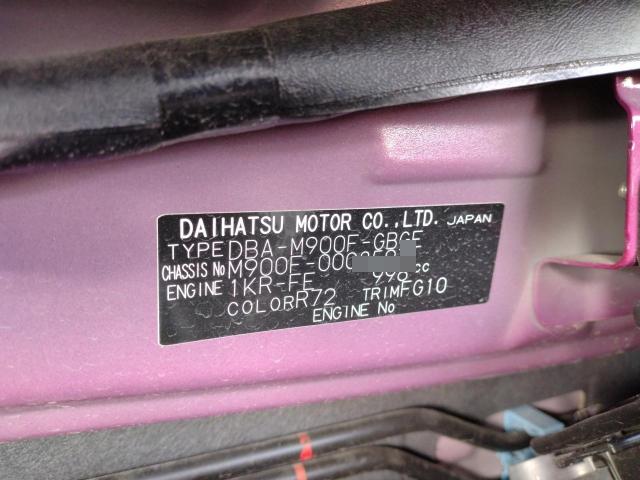 DAIHATSU MOTOR CO.,LTD. JAPAN
TYPE DBA-M900F-GBGE
CHASSIS No M900F-000
ENGINE 1KR-FE 996 cc
COLOR R72 TRIM FG10
ENGINE No